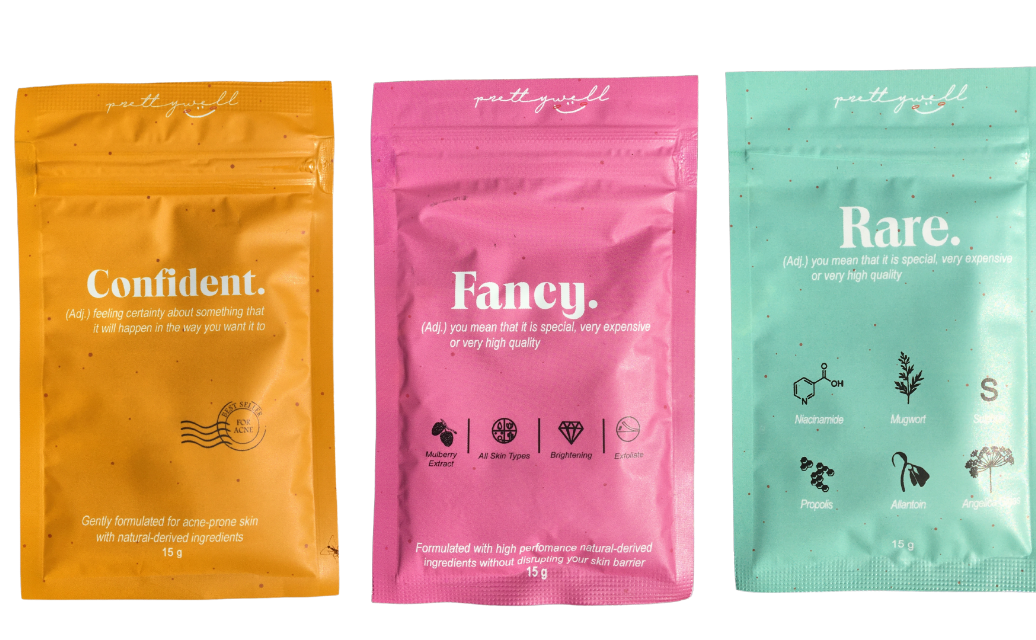 prettywell
Confident.
(Adj.) feeling certainty about something that
it will happen in the way you want it to
BEST SELLER
FOR
ACNE
Gently formulated for acne-prone skin
with natural-derived ingredients
15 g
prettywell
Fancy.
(Adj.) you mean that it is special, very expensive
or very high quality
Mulberry
Extract
All Skin Types
Brightening
Exfoliate
Formulated with high perfomance natural-derived
ingredients without disrupting your skin barrier
15 g
prettywell
Rare.
(Adj.) you mean that it is special, very expensive
or very high quality
O
OH
N
S
Niacinamide
Mugwort
Propolis
Allantoin
15 g